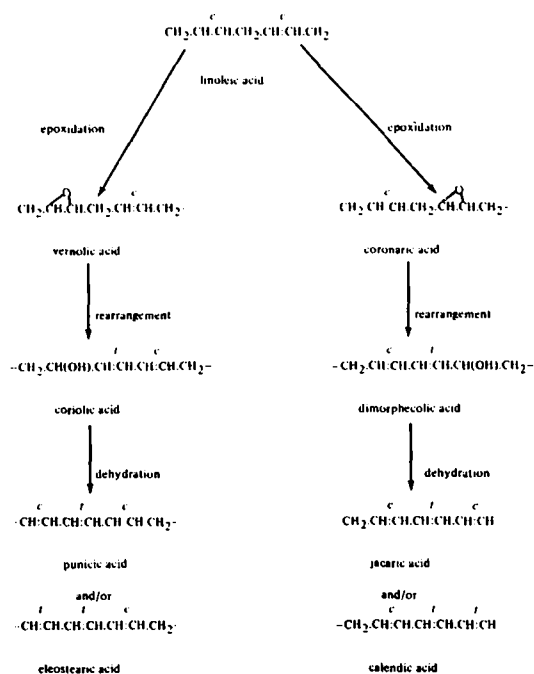 c c
CH₂.CH:CH.CH₂.CH:CH.CH₂
linoleic acid
epoxidation epoxidation
O c c O
CH₂.CH.CH.CH₂.CH:CH.CH₂- CH₂ CH:CH.CH₂.CH.CH.CH₂-
vernolic acid coronaric acid
rearrangement rearrangement
t c c t
--CH₂.CH(OH).CH:CH.CH:CH.CH₂- -CH₂.CH:CH.CH:CH.CH(OH).CH₂-
coriolic acid dimorphecolic acid
dehydration dehydration
c t c c t c
-CH:CH.CH:CH.CH CH CH₂- CH₂.CH:CH.CH:CH.CH:CH
punicic acid jacaric acid
and/or and/or
t t c c t t
--CH:CH.CH:CH.CH:CH.CH₂- -CH₂.CH:CH.CH:CH.CH:CH
eleostearic acid calendic acid